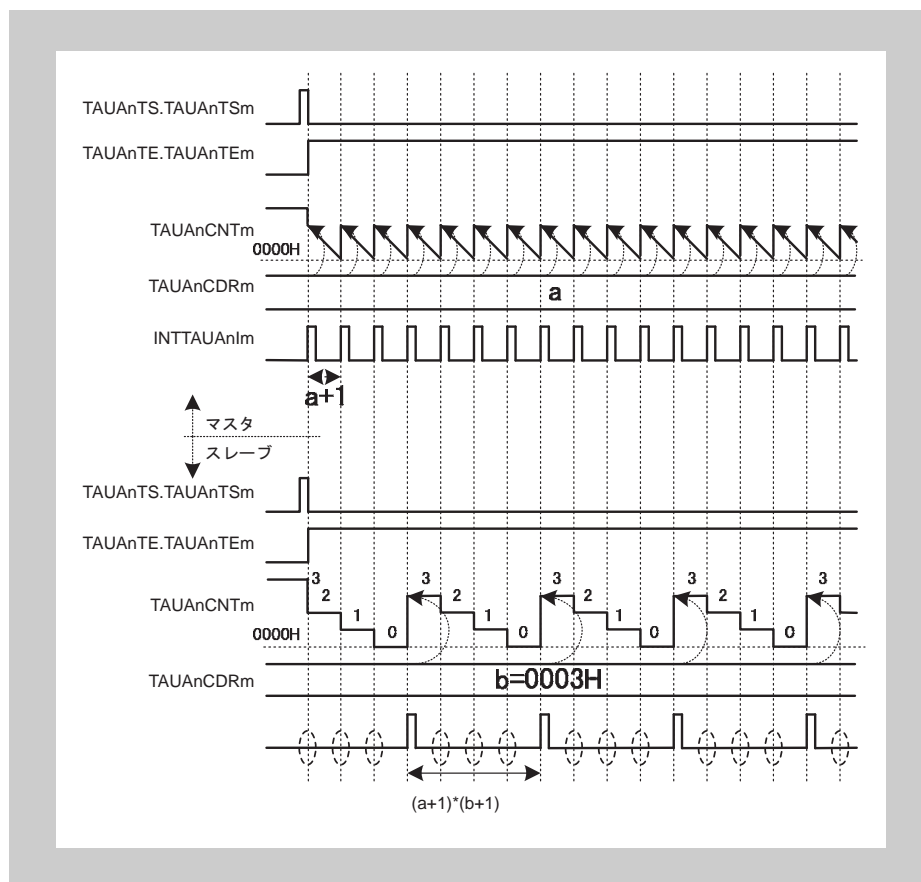 TAUAnTS.TAUAnTSm
TAUAnTE.TAUAnTEm
TAUAnCNTm
0000H
TAUAnCDRm
a
INTTAUAnIm
a+1
マスタ
スレーブ
TAUAnTS.TAUAnTSm
TAUAnTE.TAUAnTEm
3 3 3 3
2 2 2 2
TAUAnCNTm
1 1 1 1
0 0 0 0
0000H
b=0003H
TAUAnCDRm
(a+1)*(b+1)